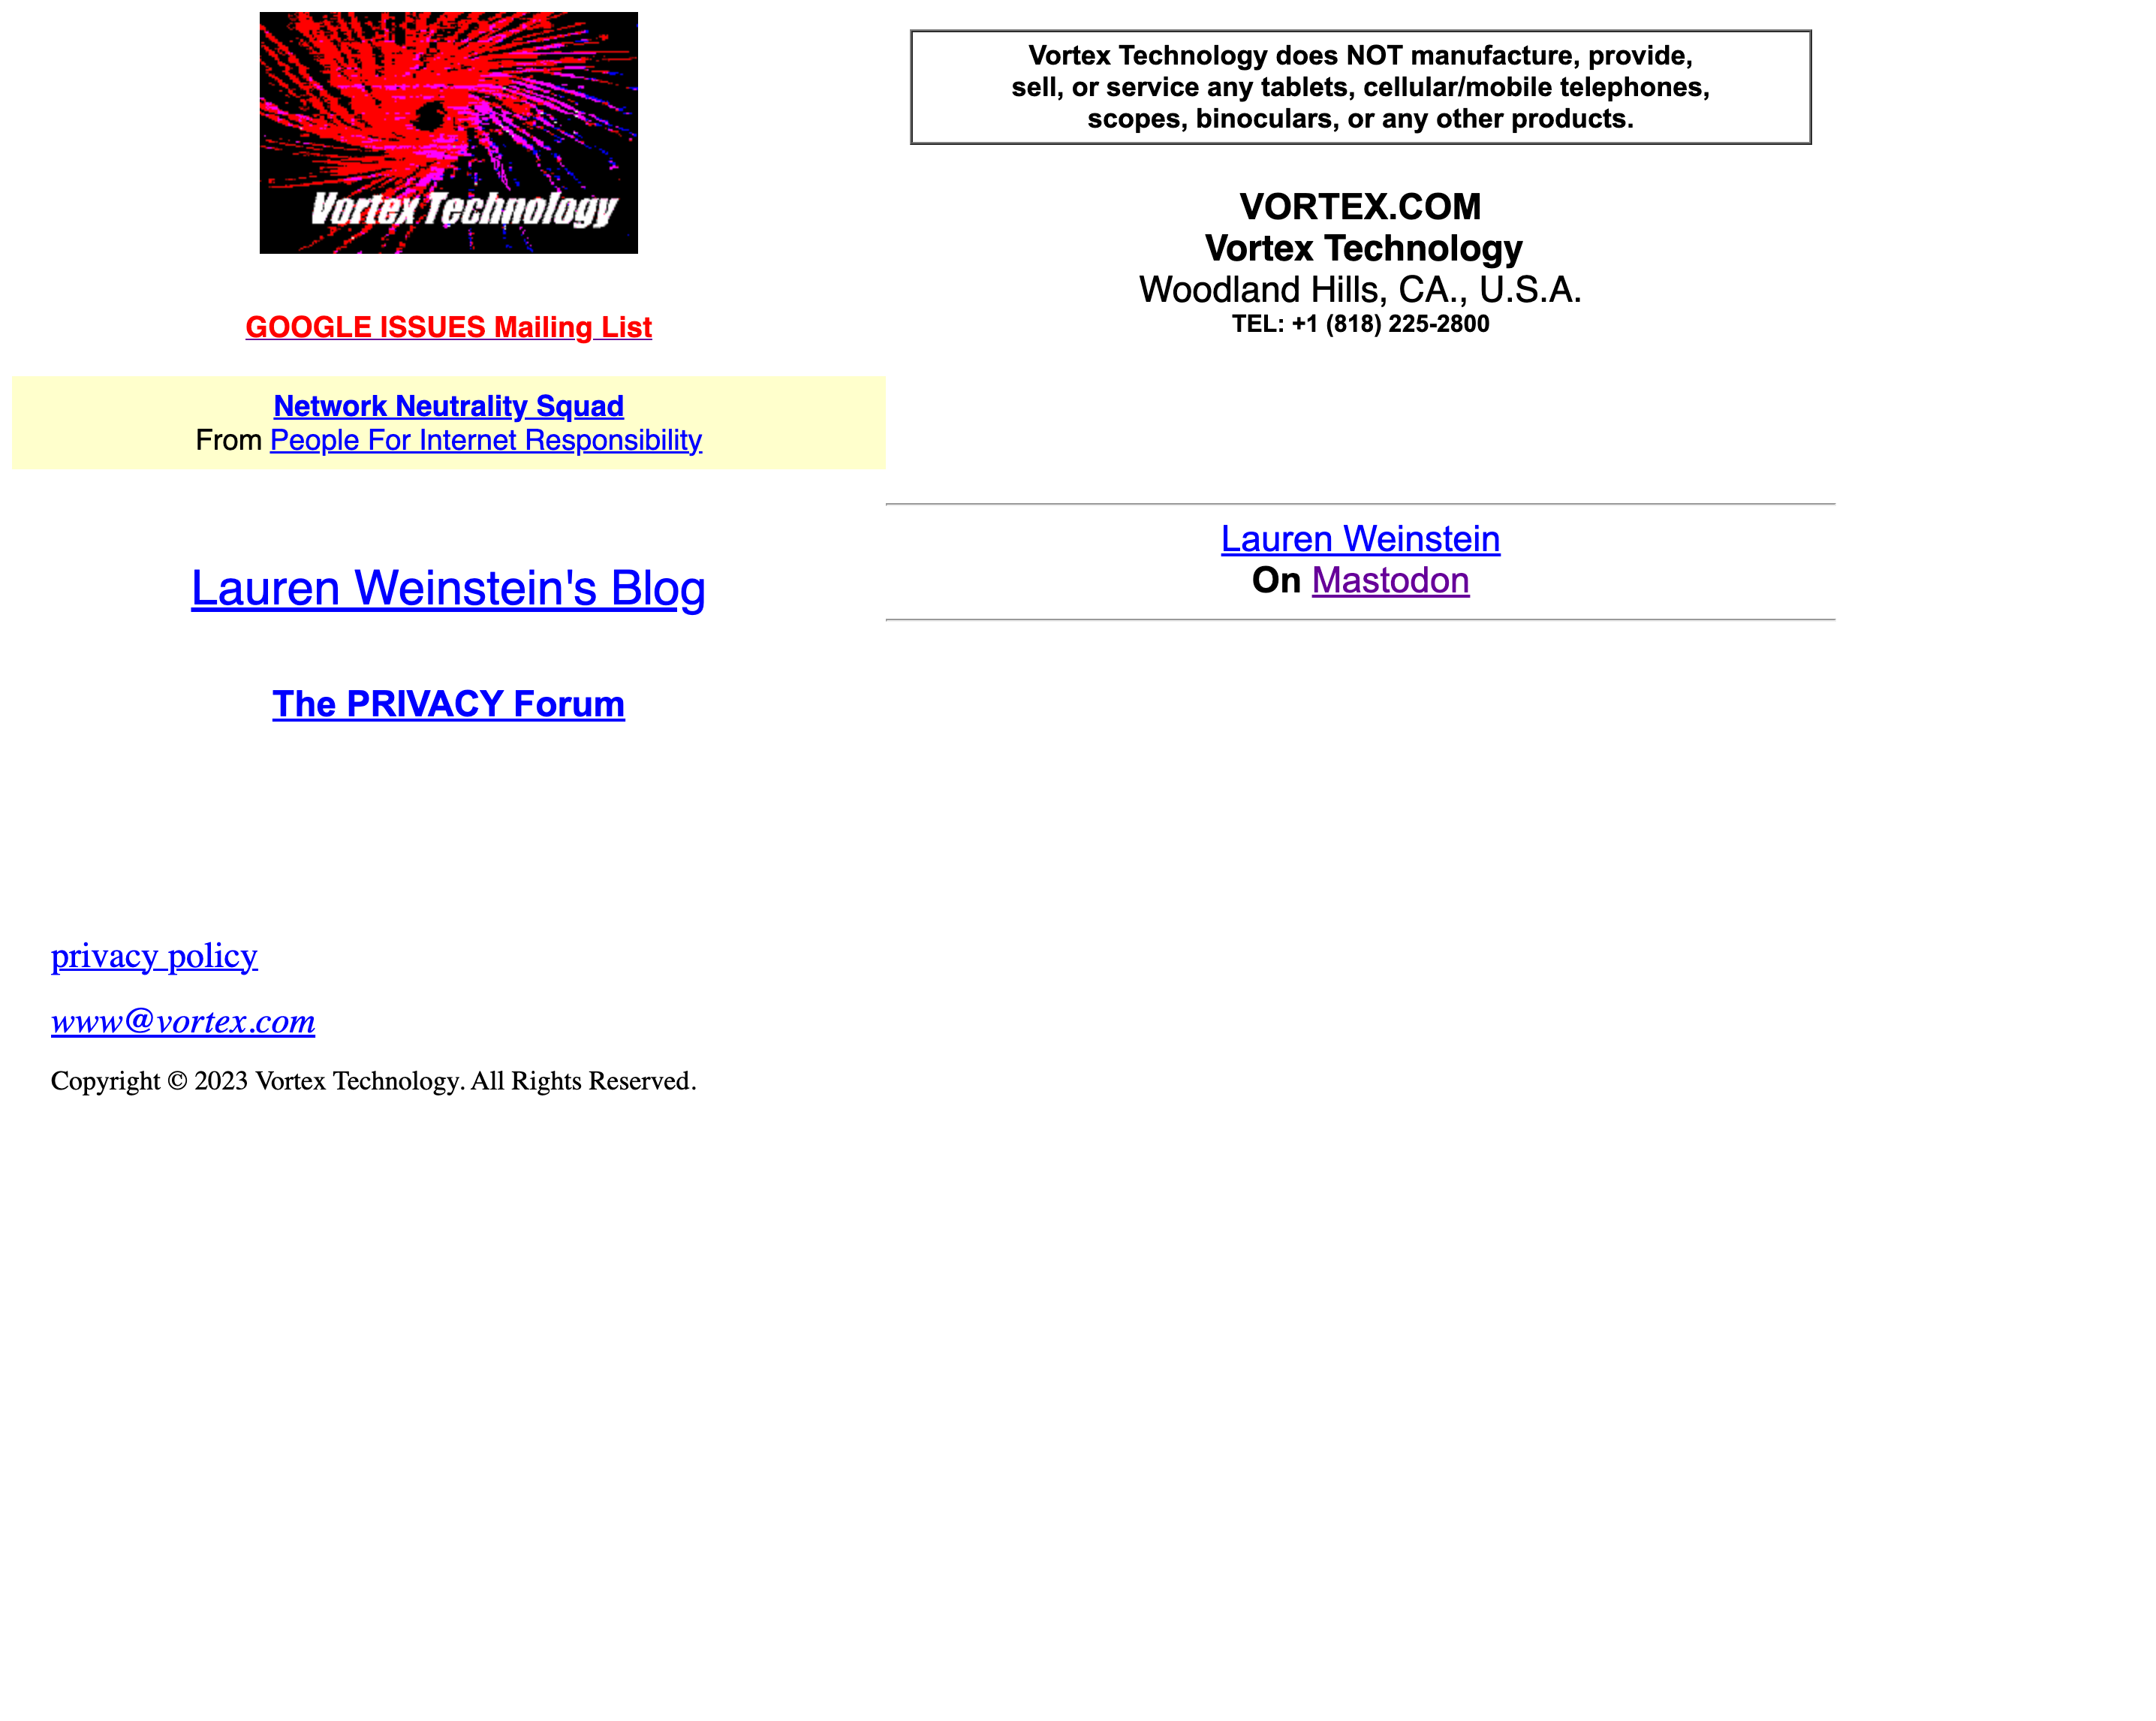 Vortex Technology
GOOGLE ISSUES Mailing List
Network Neutrality Squad
From People For Internet Responsibility
Lauren Weinstein's Blog
The PRIVACY Forum
Vortex Technology does NOT manufacture, provide,
sell, or service any tablets, cellular/mobile telephones,
scopes, binoculars, or any other products.
VORTEX.COM
Vortex Technology
Woodland Hills, CA., U.S.A.
TEL: +1 (818) 225-2800
Lauren Weinstein
On Mastodon
privacy policy
www@vortex.com
Copyright © 2023 Vortex Technology. All Rights Reserved.